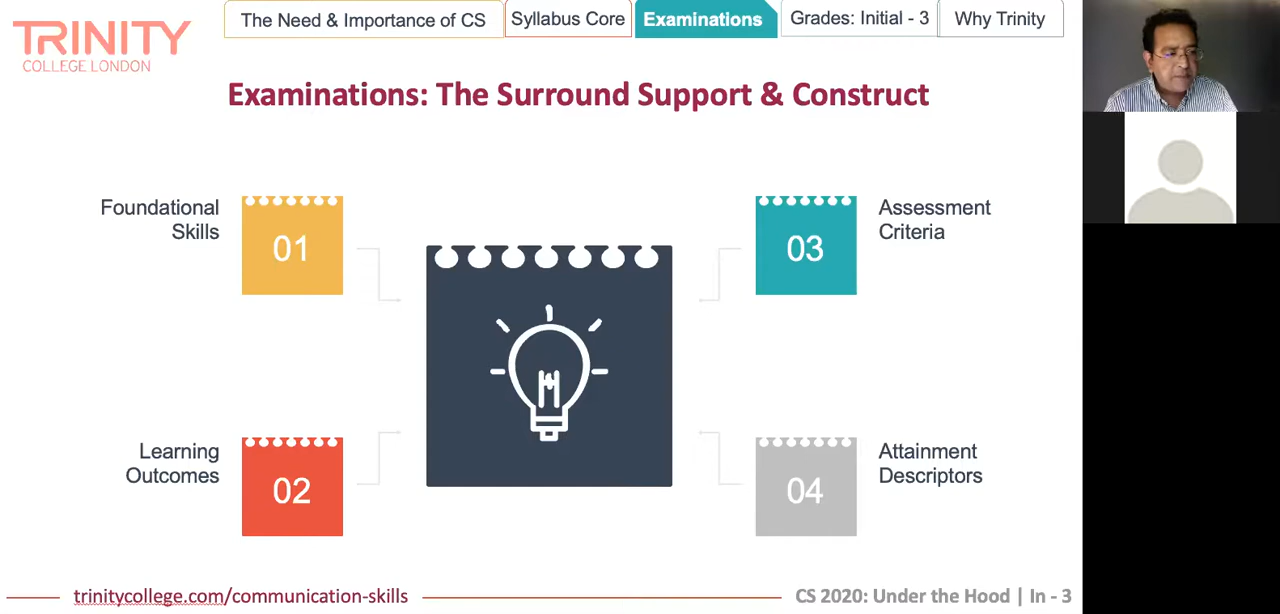 TRINITY
COLLEGE LONDON
The Need & Importance of CS
Syllabus Core
Examinations
Grades: Initial - 3
Why Trinity
Examinations: The Surround Support & Construct
Foundational
Skills
01
03
Assessment
Criteria
Learning
Outcomes
02
04
Attainment
Descriptors
trinitycollege.com/communication-skills
CS 2020: Under the Hood | In - 3